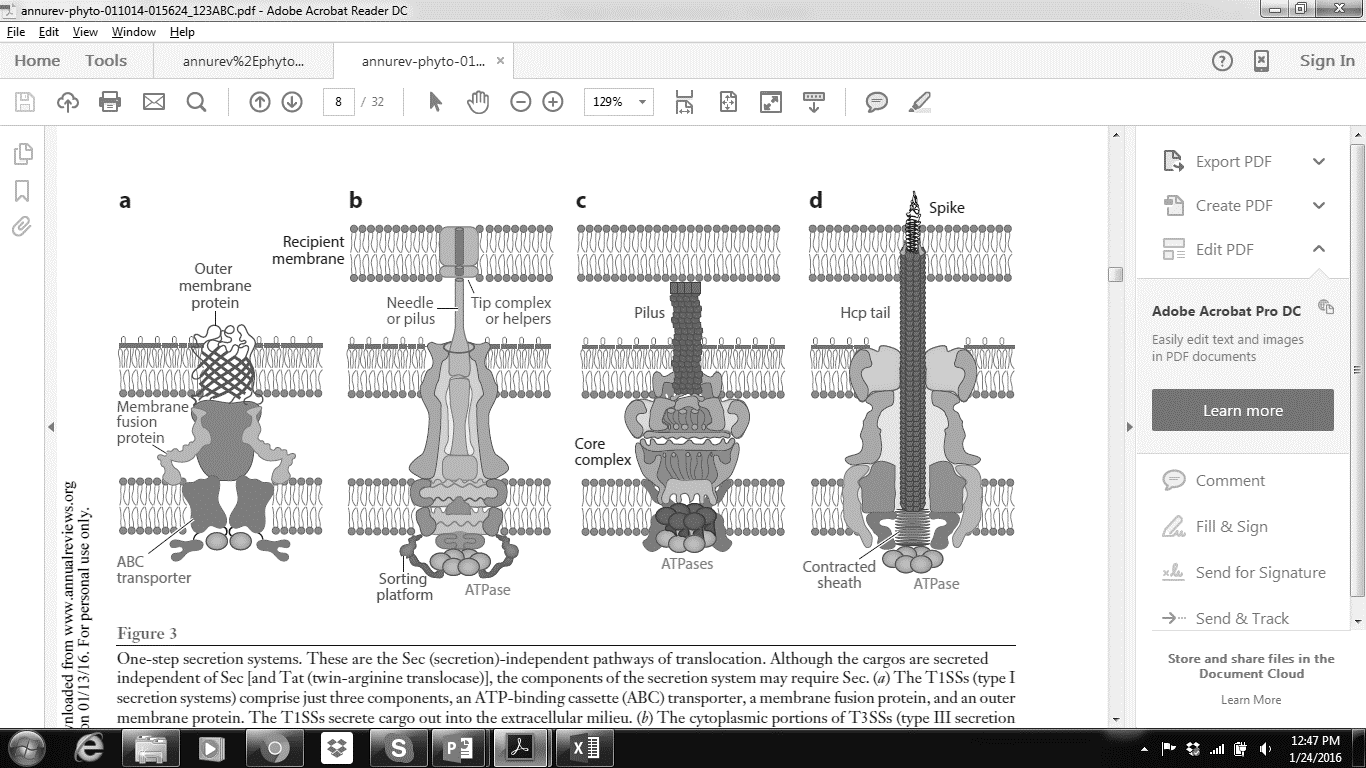 annurev-phyto-011014-015624_123ABC.pdf - Adobe Acrobat Reader DC
File Edit View Window Help
Home Tools annurev%2Ephyto... annurev-phyto-01... × Sign In
8 / 32 129%
a b c d
Spike
Recipient
membrane
Outer
membrane
protein
Needle
or pilus
Tip complex
or helpers
Pilus
Hcp tail
Membrane
fusion
protein
Core
complex
ABC
transporter
Sorting
platform
ATPase
ATPases
Contracted
sheath
ATPase
nloaded from www.annualreviews.org
on 01/13/16. For personal use only.
Figure 3
One-step secretion systems. These are the Sec (secretion)-independent pathways of translocation. Although the cargos are secreted
independent of Sec [and Tat (twin-arginine translocase)], the components of the secretion system may require Sec. (a) The T1SSs (type I
secretion systems) comprise just three components, an ATP-binding cassette (ABC) transporter, a membrane fusion protein, and an outer
membrane protein. The T1SSs secrete cargo out into the extracellular milieu. (b) The cytoplasmic portions of T3SSs (type III secretion
Export PDF
Create PDF
Edit PDF
Adobe Acrobat Pro DC
Easily edit text and images
in PDF documents
Learn more
Comment
Fill & Sign
Send for Signature
Send & Track
Store and share files in the
Document Cloud
Learn More
12:47 PM
1/24/2016